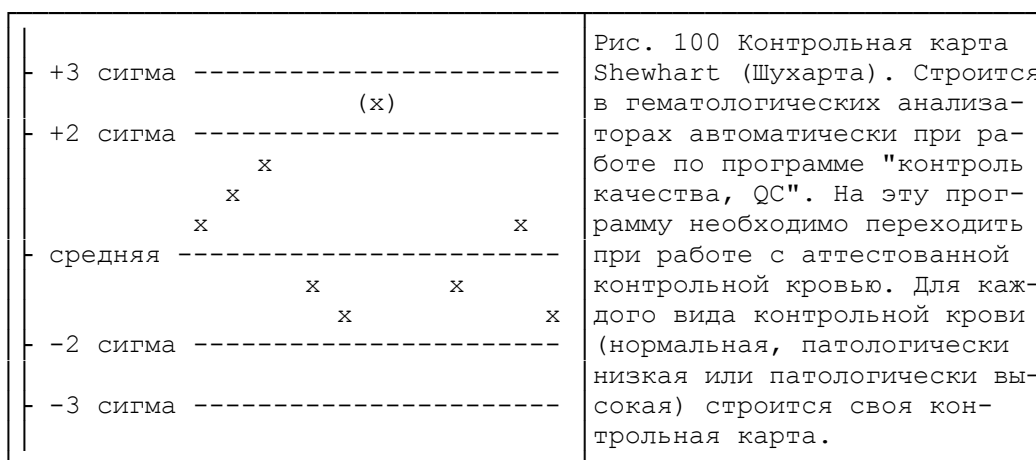 Рис. 100 Контрольная карта
+3 сигма -----------------------
Shewhart (Шухарта). Строится
(x)
в гематологических анализа-
+2 сигма -----------------------
торах автоматически при ра-
x
боте по программе "контроль
x
качества, QC". На эту прог-
x x
рамму необходимо переходить
средняя ------------------------
при работе с аттестованной
x x
контрольной кровью. Для каж-
x x
дого вида контрольной крови
-2 сигма -----------------------
(нормальная, патологически
низкая или патологически вы-
-3 сигма -----------------------
сокая) строится своя кон-
трольная карта.